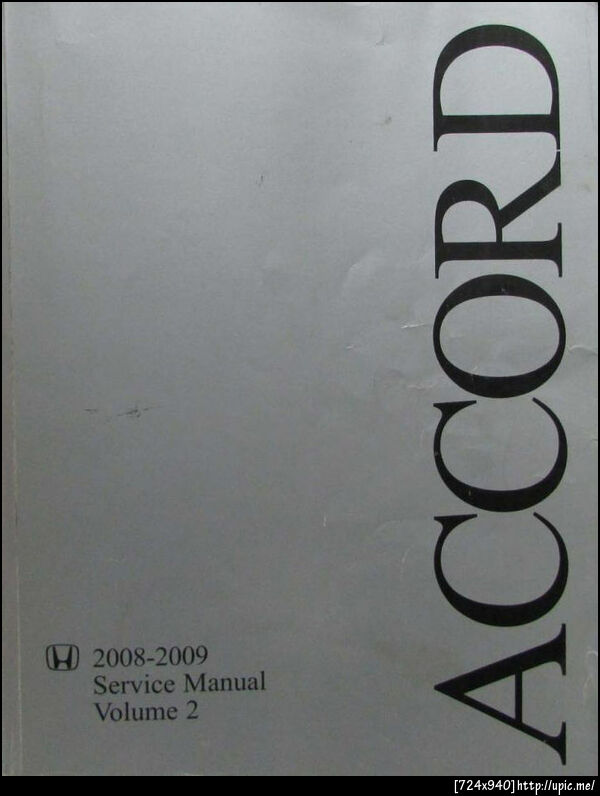 ACCORD
2008-2009
Service Manual
Volume 2
[724x940]http://upic.me/